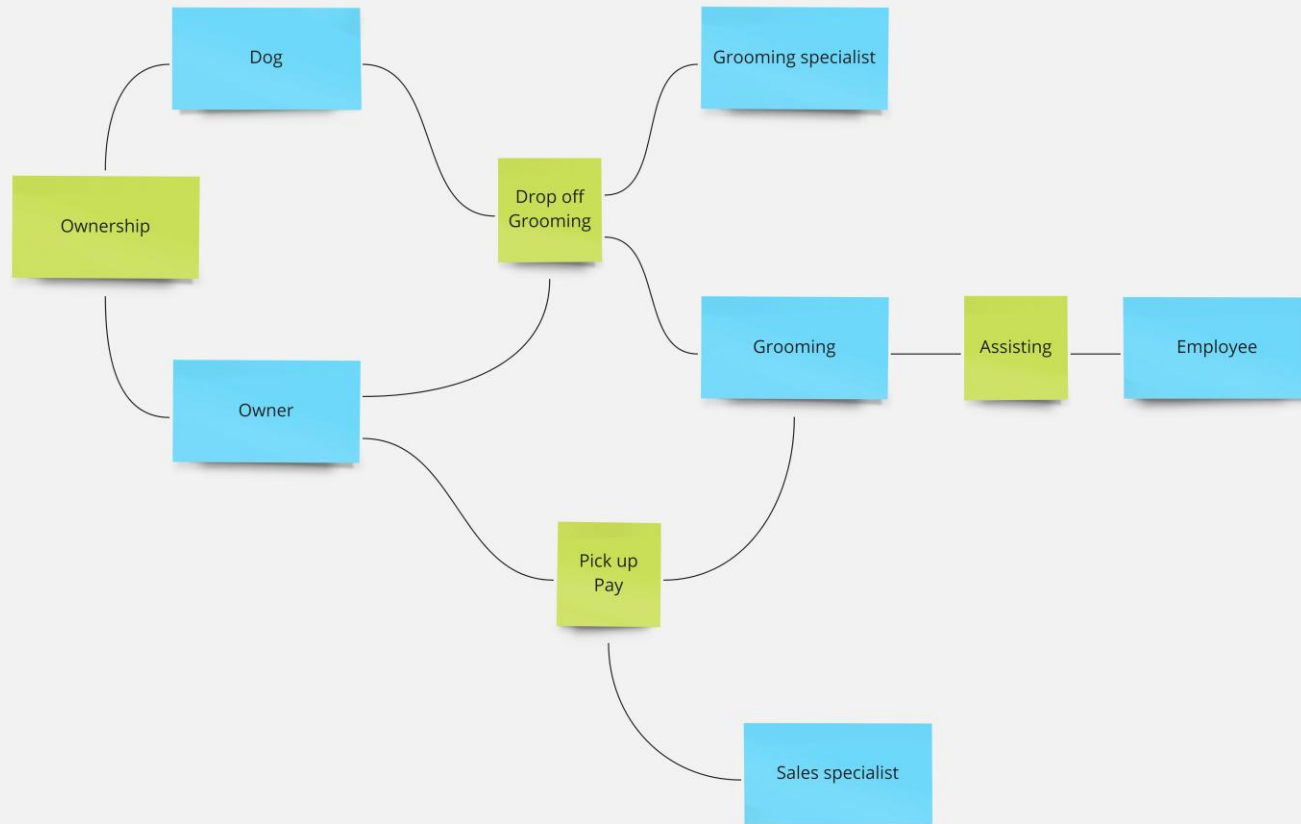 Dog
Grooming specialist
Ownership
Drop off
Grooming
Grooming
Assisting
Employee
Owner
Pick up
Pay
Sales specialist